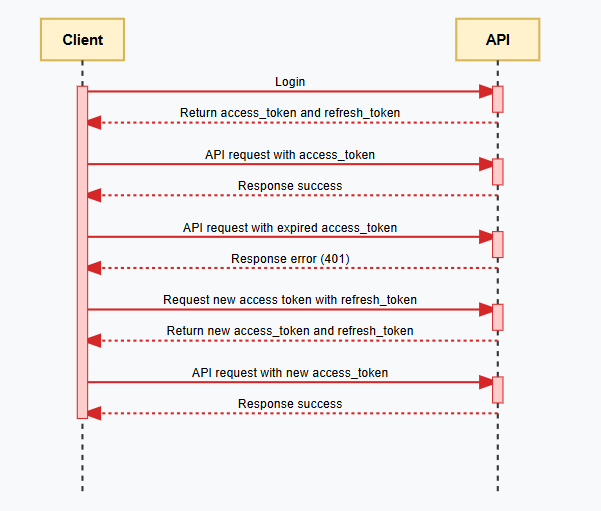 Client
API
Login
Return access_token and refresh_token
API request with access_token
Response success
API request with expired access_token
Response error (401)
Request new access token with refresh_token
Return new access_token and refresh_token
API request with new access_token
Response success